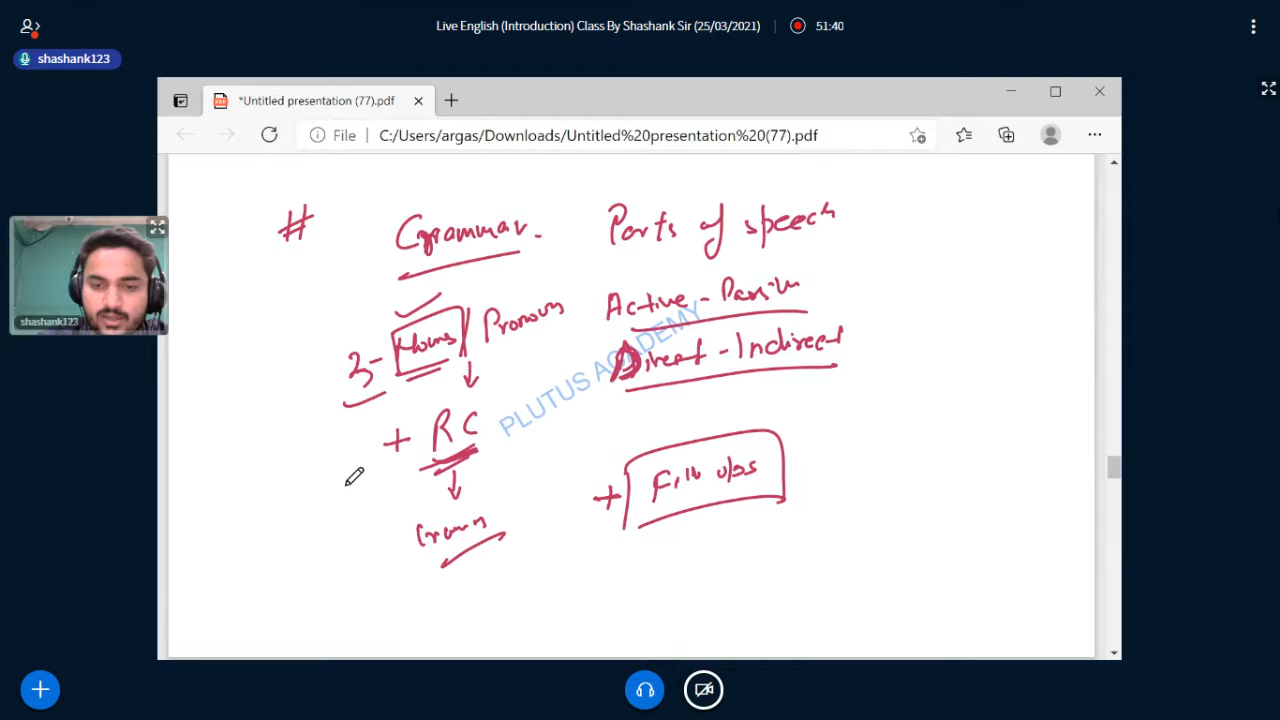 Live English (Introduction) Class By Shashank Sir (25/03/2021)
51:40
shashank123
*Untitled presentation (77).pdf
File
C:/Users/argas/Downloads/Untitled%20presentation%20(77).pdf
# Grammar. Parts of speech
Active - Passive
3- Nouns Pronouns
Direct - Indirect
+ RC
PLUTUS ACADEMY
+ Fill ups
shashank123